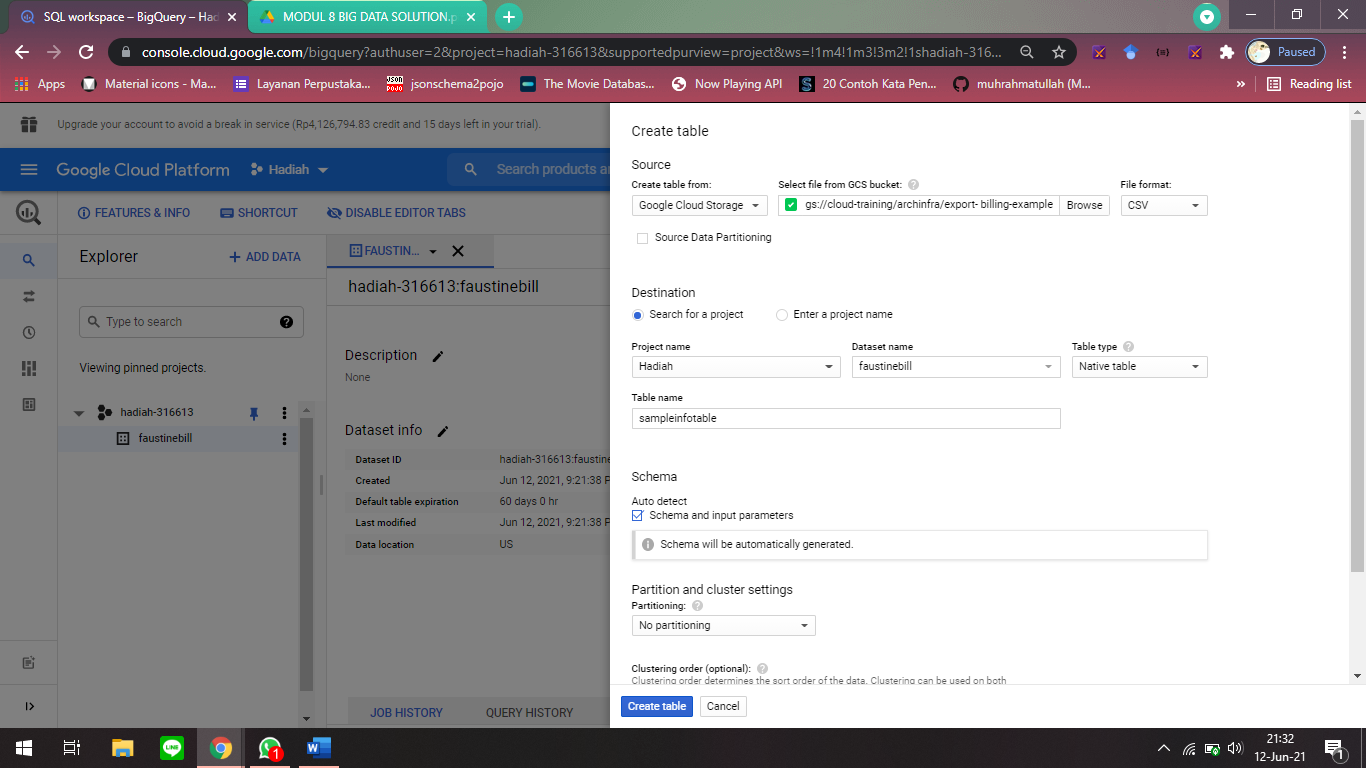 SQL workspace – BigQuery – Had
MODUL 8 BIG DATA SOLUTION.p
console.cloud.google.com/bigquery?authuser=2&project=hadiah-316613&supportedpurview=project&ws=!1m4!1m3!3m2!1shadiah-316...
Paused
Apps
Material icons - Ma...
Layanan Perpustaka...
JSON POJO
jsonschema2pojo
The Movie Databas...
Now Playing API
20 Contoh Kata Pen...
muhrahmatullah (M...
»
Reading list
Upgrade your account to avoid a break in service (Rp4,126,794.83 credit and 15 days left in your trial).
Google Cloud Platform
Hadiah
Search products a
FEATURES & INFO
SHORTCUT
DISABLE EDITOR TABS
Explorer
+ ADD DATA
Type to search
Viewing pinned projects.
hadiah-316613
faustinebill
FAUSTIN...
hadiah-316613:faustinebill
Description
None
Dataset info
Dataset ID hadiah-316613:faustine
Created Jun 12, 2021, 9:21:38 P
Default table expiration 60 days 0 hr
Last modified Jun 12, 2021, 9:21:38 P
Data location US
JOB HISTORY
QUERY HISTORY
Create table
Source
Create table from:
Select file from GCS bucket:
File format:
Google Cloud Storage
gs://cloud-training/archinfra/export- billing-example
Browse
CSV
Source Data Partitioning
Destination
Search for a project
Enter a project name
Project name
Dataset name
Table type
Hadiah
faustinebill
Native table
Table name
sampleinfotable
Schema
Auto detect
Schema and input parameters
Schema will be automatically generated.
Partition and cluster settings
Partitioning:
No partitioning
Clustering order (optional):
Clustering order determines the sort order of the data. Clustering can be used on both
Create table
Cancel
LINE
1
W
21:32
12-Jun-21
1